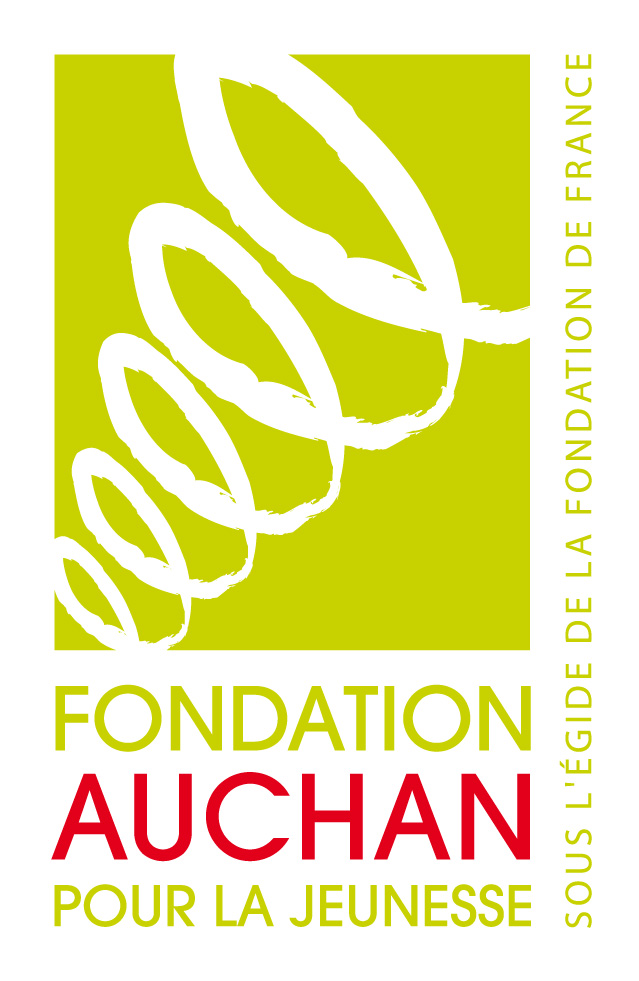 FONDATION
AUCHAN
POUR LA JEUNESSE
SOUS L'ÉGIDE DE LA FONDATION DE FRANCE